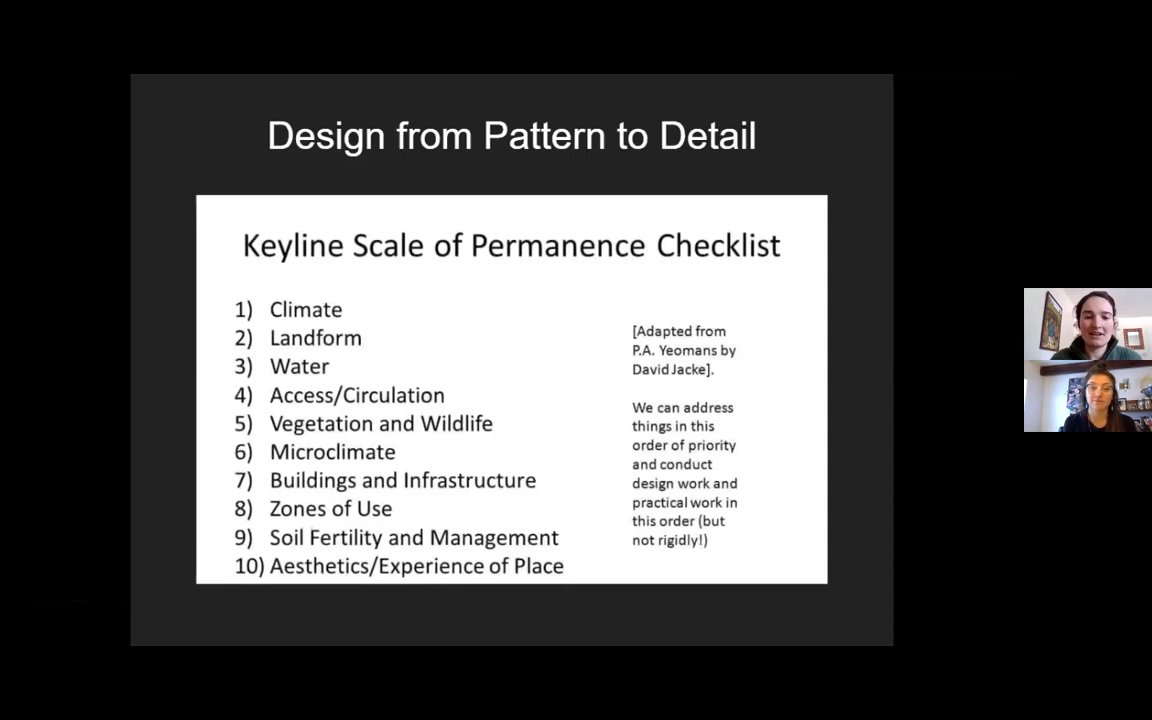 Design from Pattern to Detail
Keyline Scale of Permanence Checklist
1) Climate
2) Landform
3) Water
4) Access/Circulation
5) Vegetation and Wildlife
6) Microclimate
7) Buildings and Infrastructure
8) Zones of Use
9) Soil Fertility and Management
10) Aesthetics/Experience of Place
[Adapted from
P.A. Yeomans by
David Jacke].
We can address
things in this
order of priority
and conduct
design work and
practical work in
this order (but
not rigidly!)